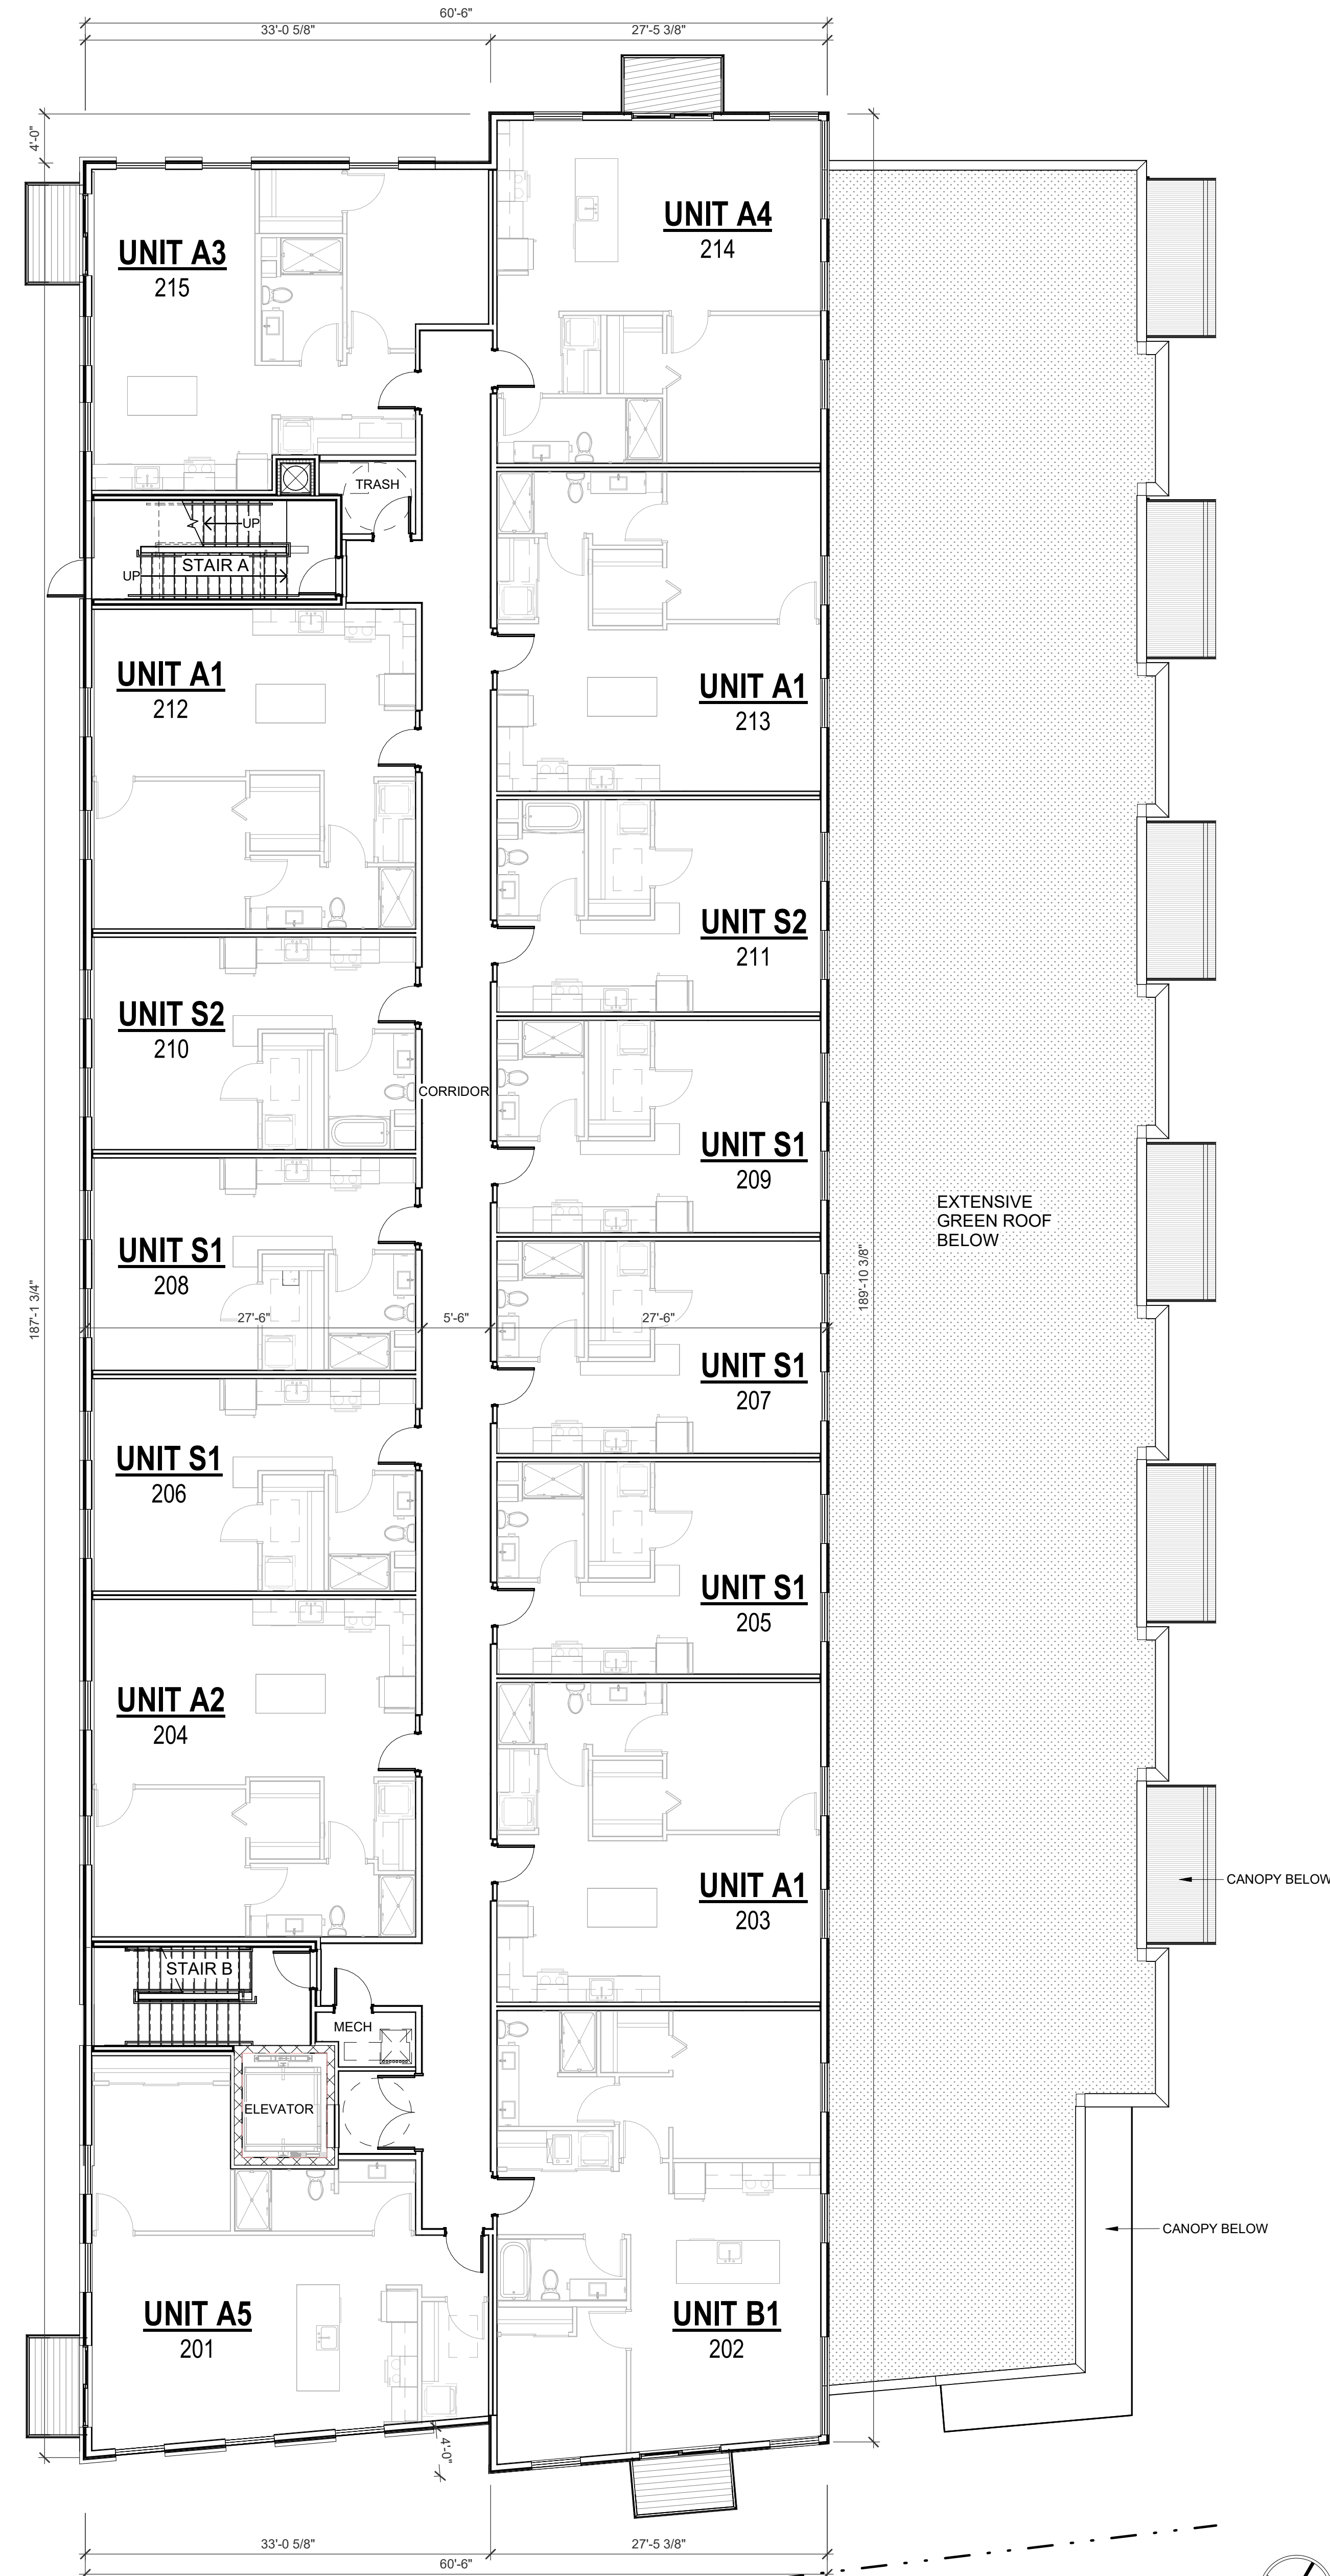 60'-6"
33'-0 5/8"
27'-5 3/8"
4'-0"
UNIT A3
215
UNIT A4
214
TRASH
UP
STAIR A
UP
UNIT A1
212
UNIT A1
213
UNIT S2
211
UNIT S2
210
CORRIDOR
UNIT S1
209
EXTENSIVE
GREEN ROOF
BELOW
UNIT S1
208
187'-1 3/4"
189'-10 3/8"
27'-6"
5'-6"
27'-6"
UNIT S1
207
UNIT S1
206
UNIT S1
205
UNIT A2
204
UNIT A1
203
CANOPY BELOW
STAIR B
MECH
ELEVATOR
CANOPY BELOW
UNIT A5
201
UNIT B1
202
4'-0"
33'-0 5/8"
27'-5 3/8"
60'-6"